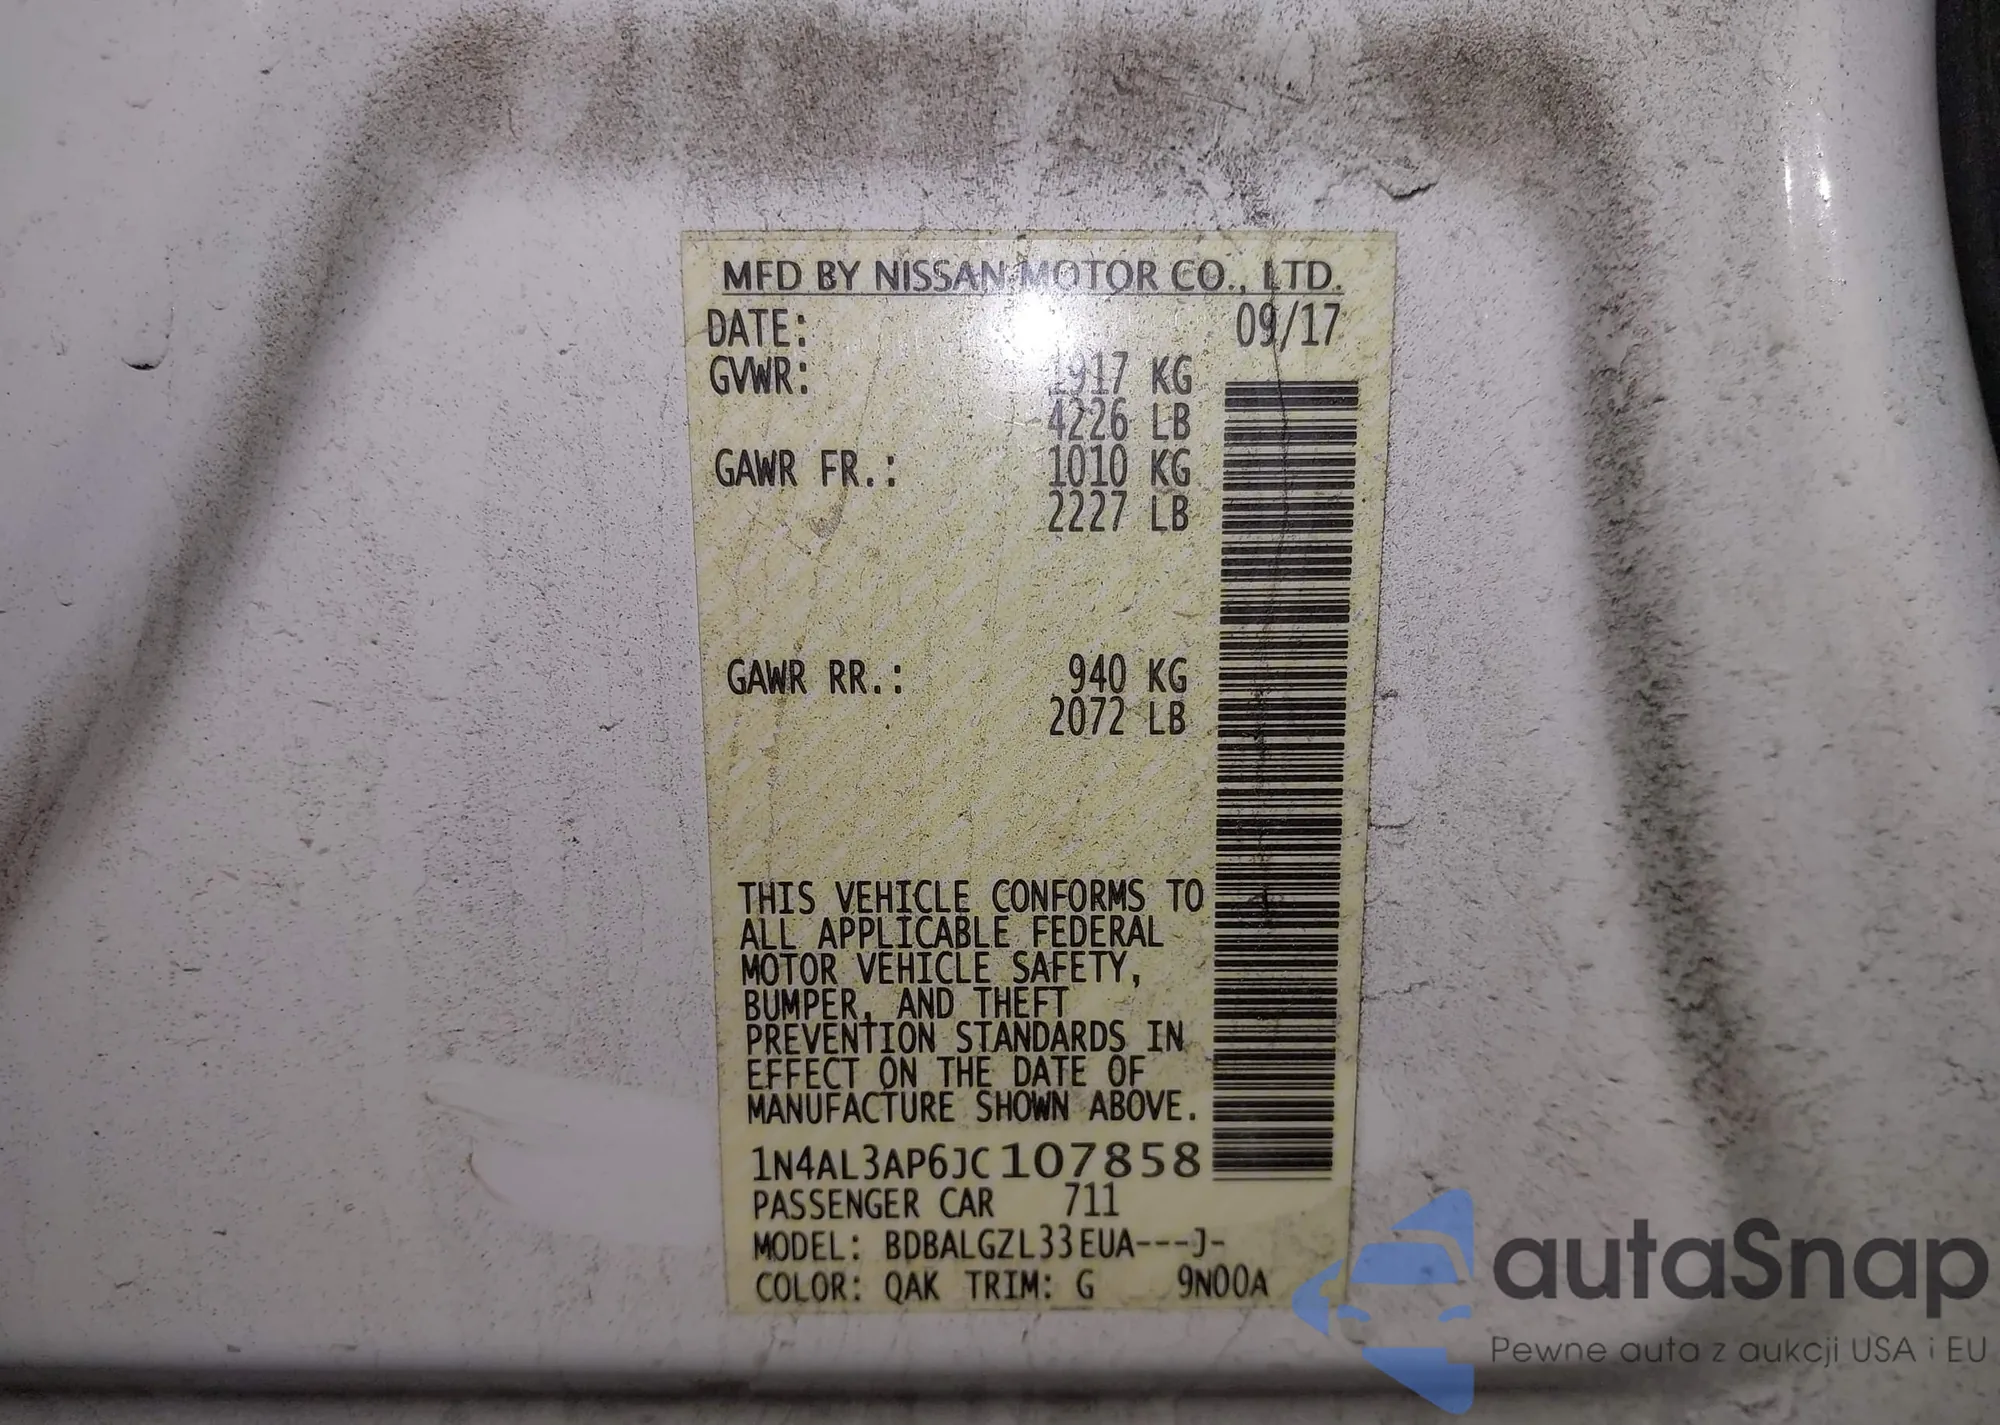 MFD BY NISSAN MOTOR CO., LTD.
DATE: 09/17
GVWR: 1917 KG
4226 LB
GAWR FR.: 1010 KG
2227 LB
GAWR RR.: 940 KG
2072 LB
THIS VEHICLE CONFORMS TO
ALL APPLICABLE FEDERAL
MOTOR VEHICLE SAFETY,
BUMPER, AND THEFT
PREVENTION STANDARDS IN
EFFECT ON THE DATE OF
MANUFACTURE SHOWN ABOVE.
1N4AL3AP6JC107858
PASSENGER CAR 711
MODEL: BDBALGZL33EUA---J-
COLOR: QAK TRIM: G 9N00A
autaSnap
Pewne auta z aukcji USA i EU